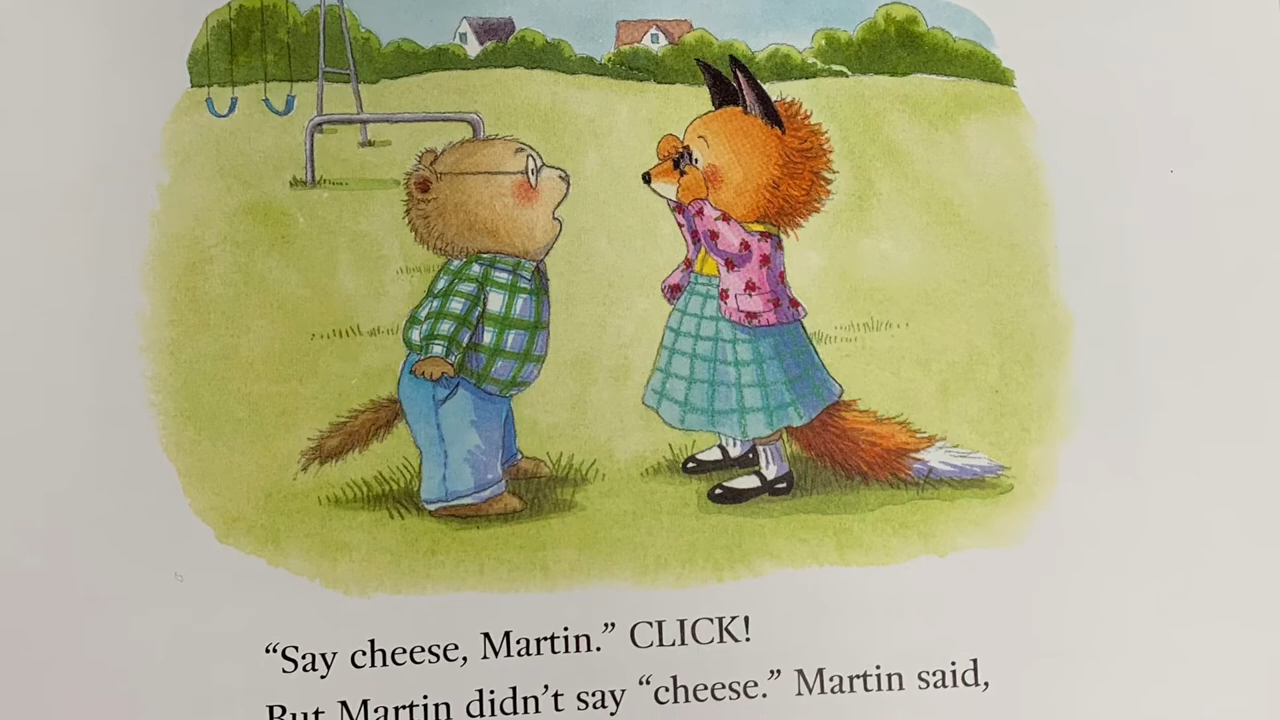 “Say cheese, Martin.” CLICK!
But Martin didn’t say “cheese.” Martin said,